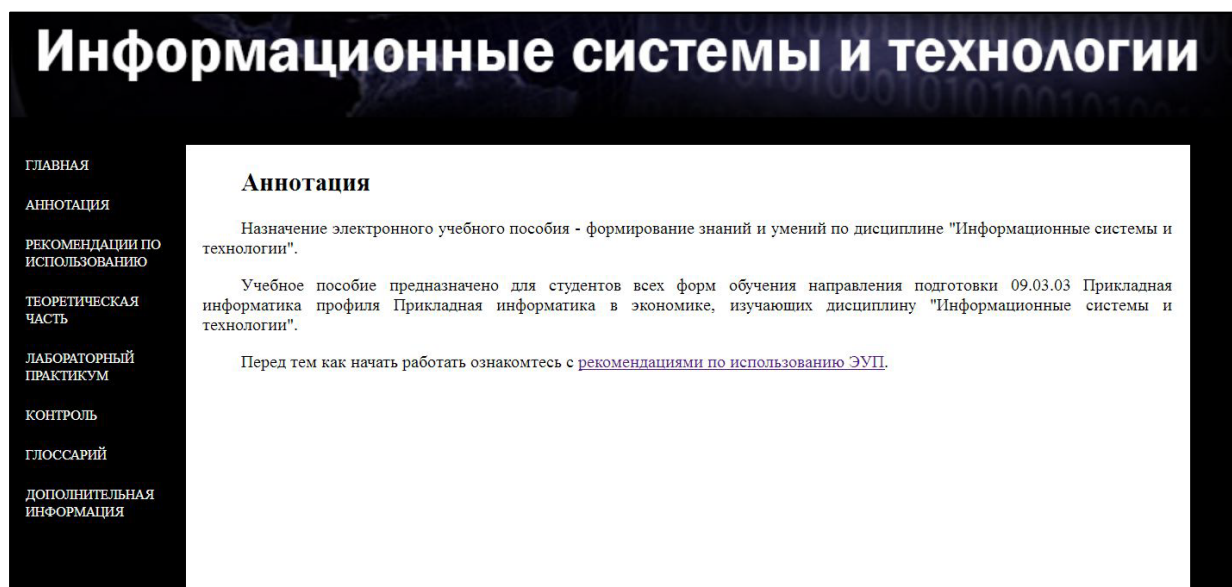 Информационные системы и технологии
ГЛАВНАЯ
АННОТАЦИЯ
РЕКОМЕНДАЦИИ ПО
ИСПОЛЬЗОВАНИЮ
ТЕОРЕТИЧЕСКАЯ
ЧАСТЬ
ЛАБОРАТОРНЫЙ
ПРАКТИКУМ
КОНТРОЛЬ
ГЛОССАРИЙ
ДОПОЛНИТЕЛЬНАЯ
ИНФОРМАЦИЯ
Аннотация
Назначение электронного учебного пособия - формирование знаний и умений по дисциплине "Информационные системы и
технологии".
Учебное пособие предназначено для студентов всех форм обучения направления подготовки 09.03.03 Прикладная
информатика профиля Прикладная информатика в экономике, изучающих дисциплину "Информационные системы и
технологии".
Перед тем как начать работать ознакомтесь с рекомендациями по использованию ЭУП.